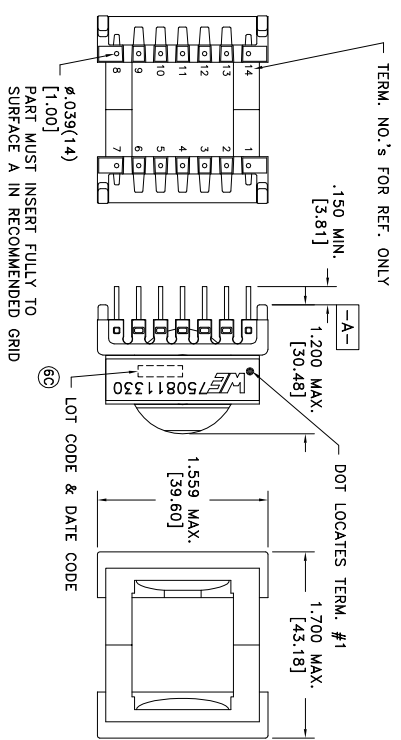 TERM. NO.'s FOR REF. ONLY
14
13
12
11
10
9
8
1
2
3
4
5
6
7
ø.039(14)
[1.00]
PART MUST INSERT FULLY TO
SURFACE A IN RECOMMENDED GRID
.150 MIN.
[3.81]
-A-
1.200 MAX.
[30.48]
DOT LOCATES TERM. #1
WE
750811330
6C
LOT CODE & DATE CODE
1.559 MAX.
[39.60]
1.700 MAX.
[43.18]